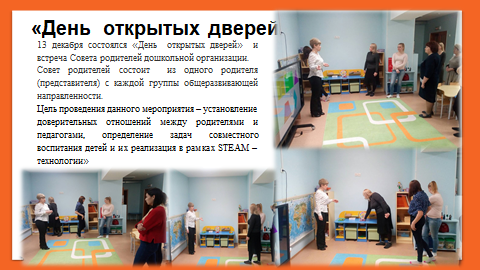 «День открытых дверей
13 декабря состоялся «День открытых дверей» и
встреча Совета родителей дошкольной организации.
Совет родителей состоит из одного родителя
(представителя) с каждой группы общеразвивающей
направленности.
Цель проведения данного мероприятия – установление
доверительных отношений между родителями и
педагогами, определение задач совместного
воспитания детей и их реализация в рамках STEAM –
технологии»